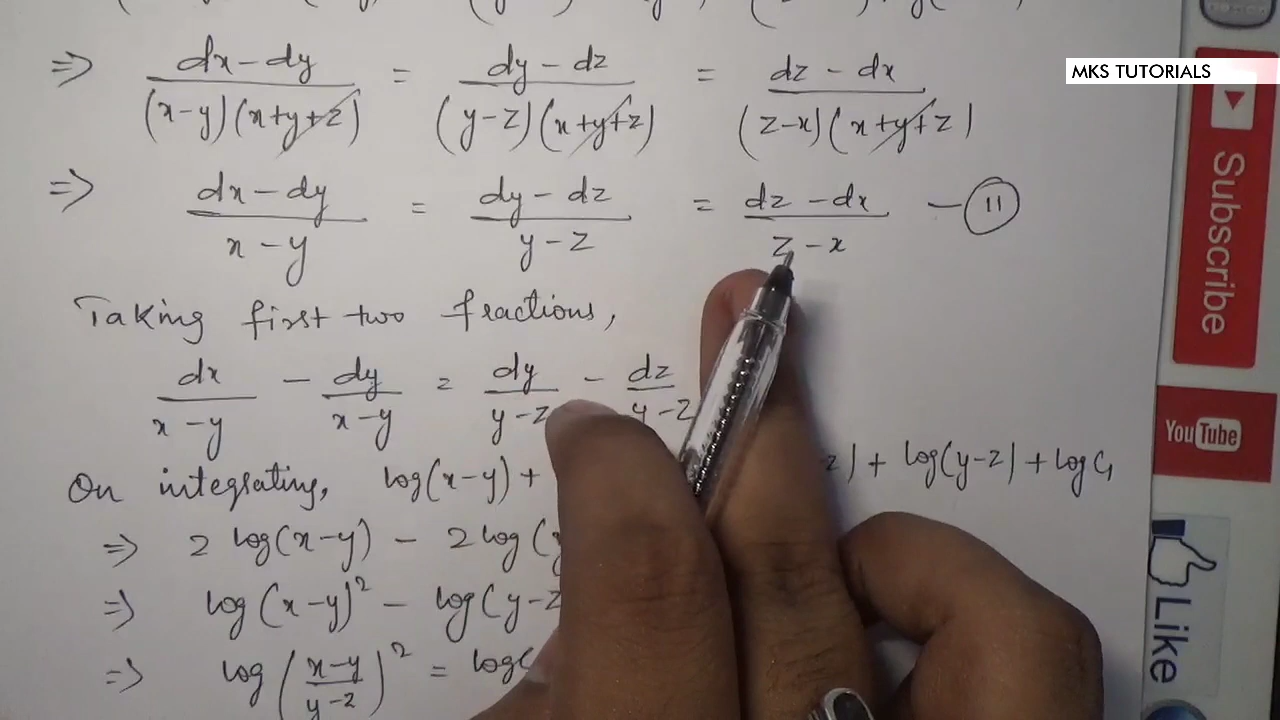 ⇒ dx-dy/(x-y)(x+y+z) = dy-dz/(y-z)(x+y+z) = dz-dx/(z-x)(x+y+z)
MKS TUTORIALS
⇒ dx-dy/x-y = dy-dz/y-z = dz-dx/z-x — 11
Taking first two fractions,
dx/x-y - dy/x-y = dy/y-z - dz/y-z
On integrating, log(x-y)+ -z)+log(y-z)+log C₁
⇒ 2 log(x-y) - 2 log(y
⇒ log(x-y)² - log(y-z
⇒ log(x-y/y-z)² = log C
Subscribe
YouTube
Like